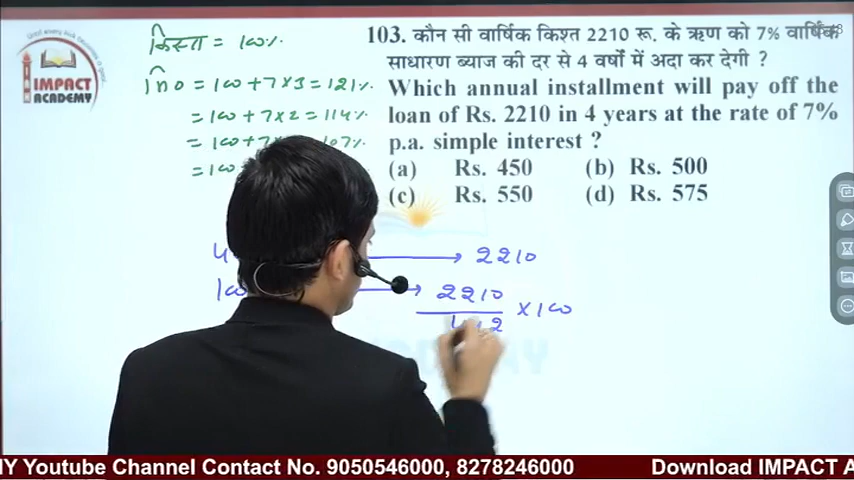 IMPACT
ACADEMY
किस्त = 100%
= 100 + 7 × 3 = 121%
= 100 + 7 × 2 = 114%
= 100 + 7 107%
= 100
103. कौन सी वार्षिक किश्त 2210 रू. के ऋण को 7% वार्षिक
साधारण ब्याज की दर से 4 वर्षों में अदा कर देगी ?
Which annual installment will pay off the
loan of Rs. 2210 in 4 years at the rate of 7%
p.a. simple interest ?
(a) Rs. 450 (b) Rs. 500
(c) Rs. 550 (d) Rs. 575
2210
2210
× 100
MY Youtube Channel Contact No. 9050546000, 8278246000 Download IMPACT A